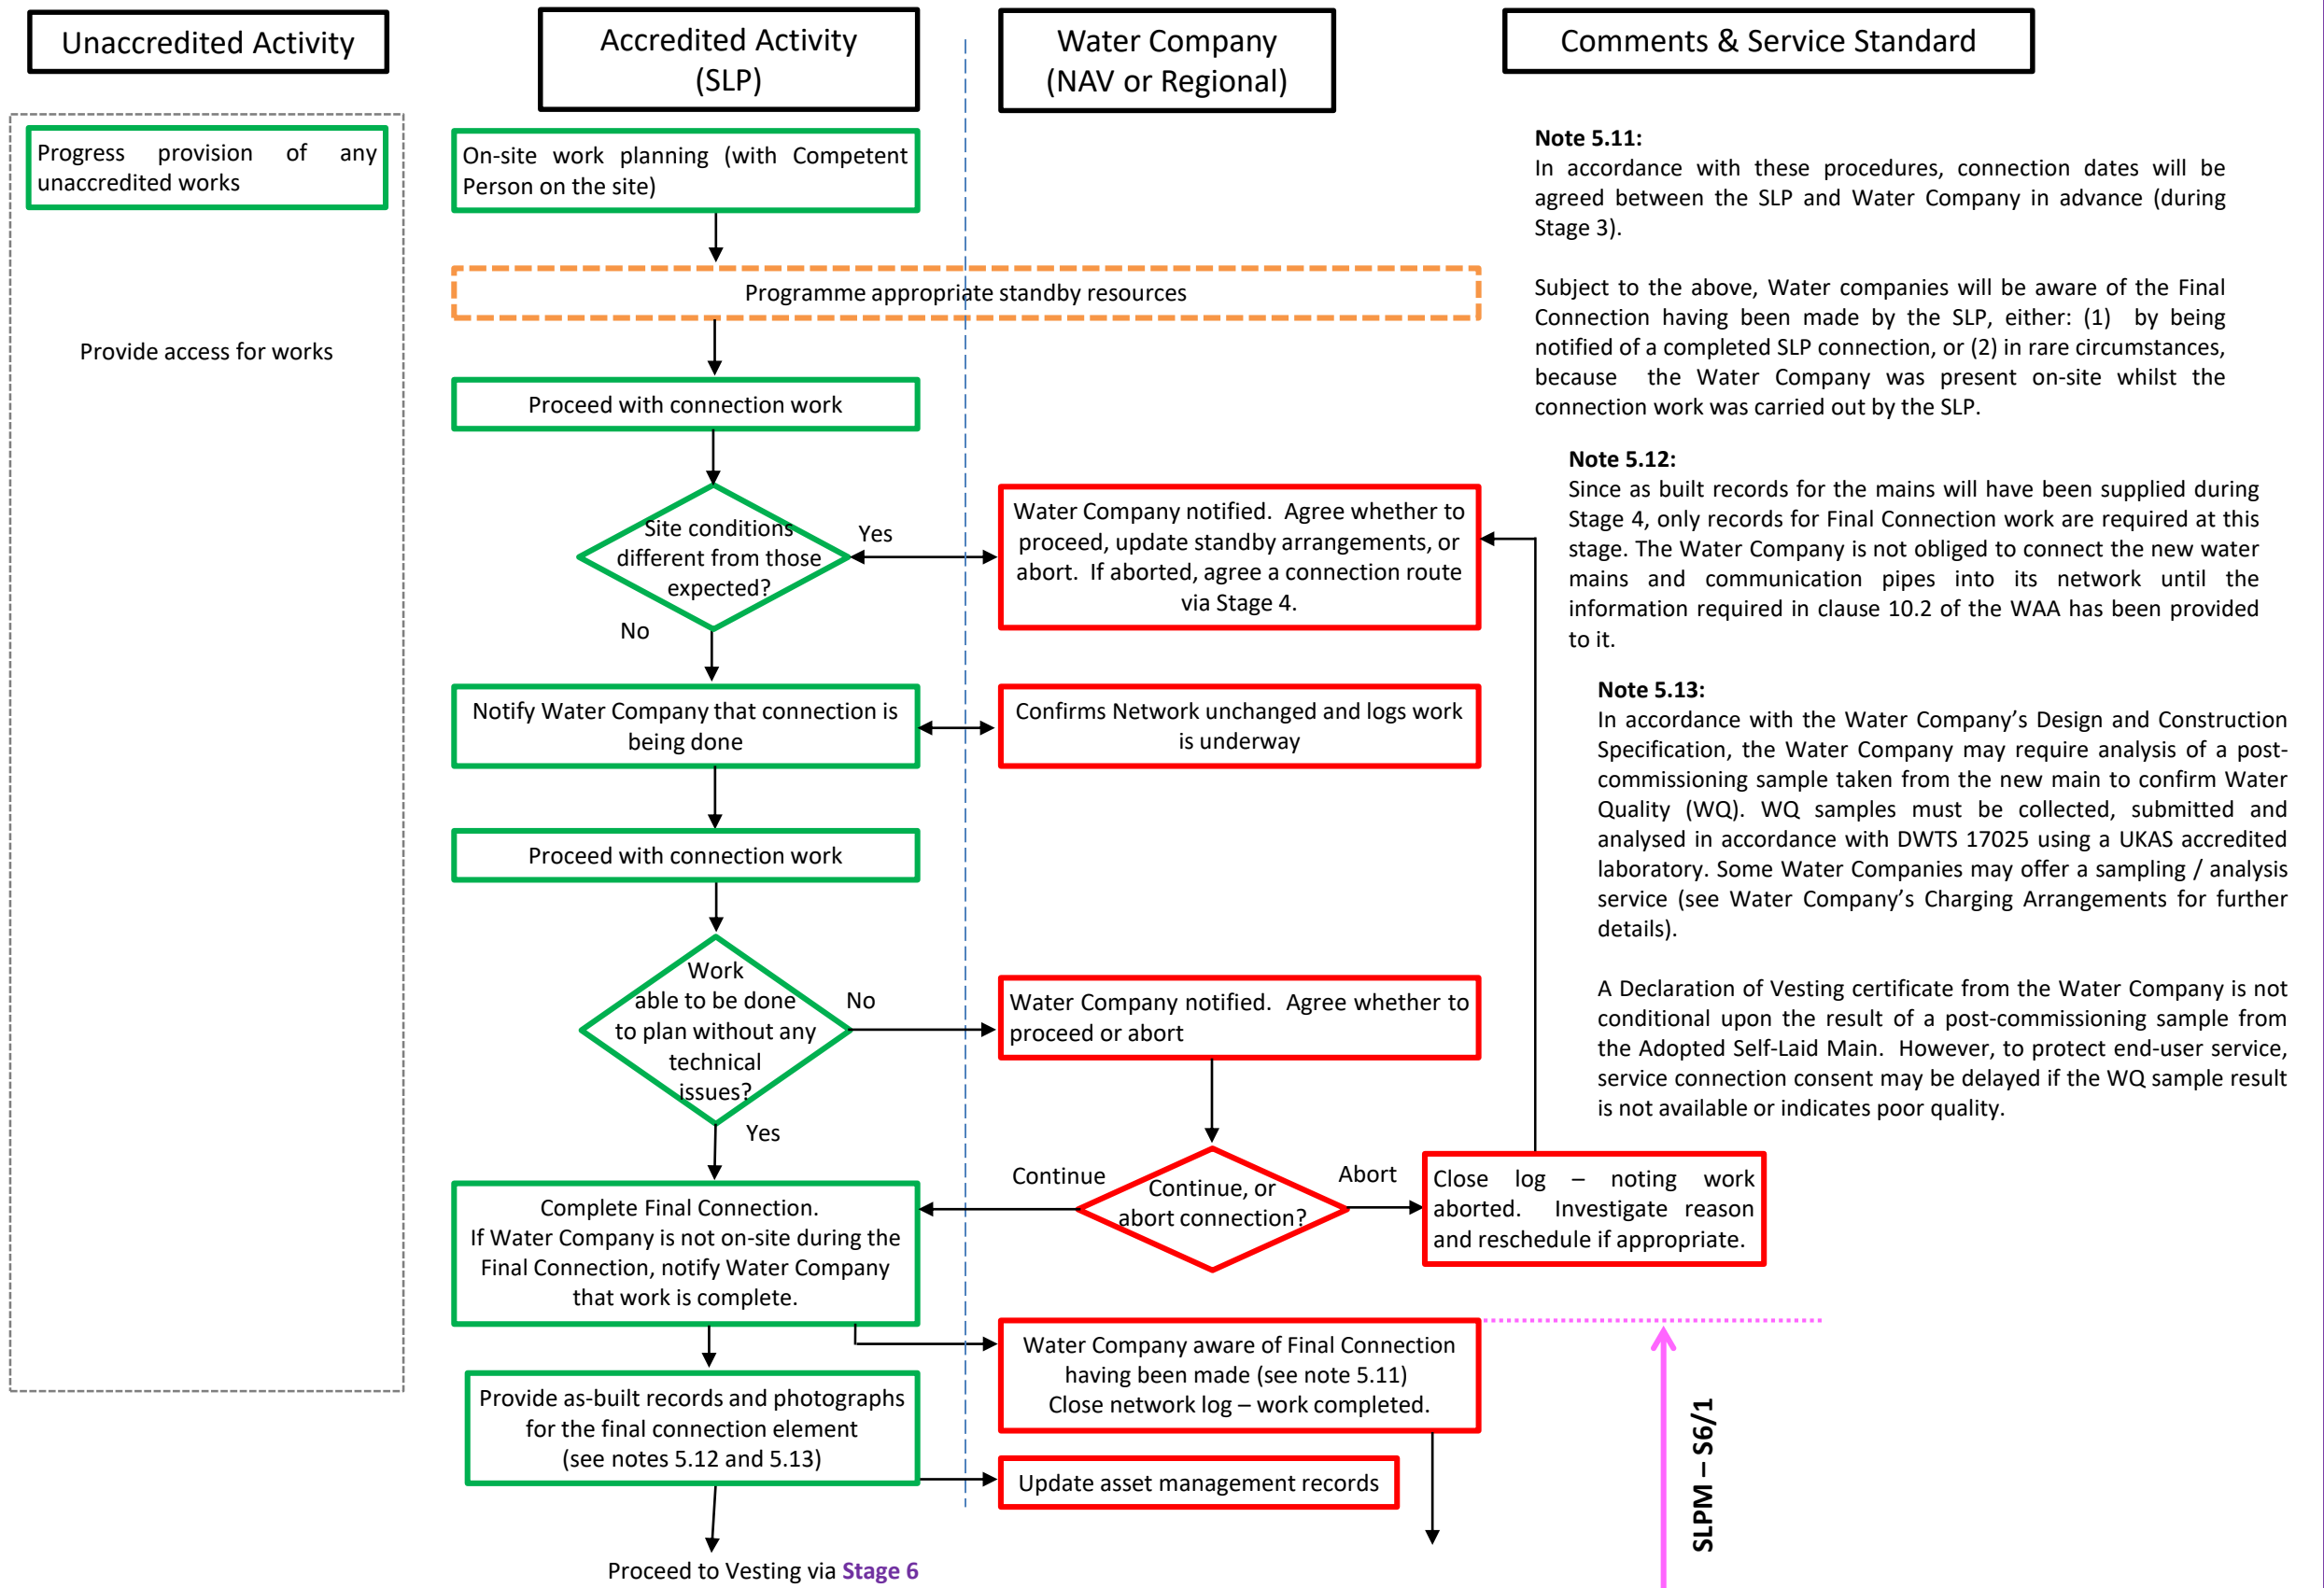 Unaccredited Activity
Accredited Activity
(SLP)
Water Company
(NAV or Regional)
Comments & Service Standard
Progress provision of any
unaccredited works
Provide access for works
On-site work planning (with Competent
Person on the site)
Programme appropriate standby resources
Proceed with connection work
Site conditions
different from those
expected?
Yes
No
Water Company notified. Agree whether to
proceed, update standby arrangements, or
abort. If aborted, agree a connection route
via Stage 4.
Notify Water Company that connection is
being done
Confirms Network unchanged and logs work
is underway
Proceed with connection work
Work
able to be done
to plan without any
technical
issues?
No
Yes
Water Company notified. Agree whether to
proceed or abort
Continue
Continue, or
abort connection?
Abort
Close log – noting work
aborted. Investigate reason
and reschedule if appropriate.
Complete Final Connection.
If Water Company is not on-site during the
Final Connection, notify Water Company
that work is complete.
Water Company aware of Final Connection
having been made (see note 5.11)
Close network log – work completed.
Provide as-built records and photographs
for the final connection element
(see notes 5.12 and 5.13)
Update asset management records
Proceed to Vesting via Stage 6
Note 5.11:
In accordance with these procedures, connection dates will be
agreed between the SLP and Water Company in advance (during
Stage 3).
Subject to the above, Water companies will be aware of the Final
Connection having been made by the SLP, either: (1) by being
notified of a completed SLP connection, or (2) in rare circumstances,
because the Water Company was present on-site whilst the
connection work was carried out by the SLP.
Note 5.12:
Since as built records for the mains will have been supplied during
Stage 4, only records for Final Connection work are required at this
stage. The Water Company is not obliged to connect the new water
mains and communication pipes into its network until the
information required in clause 10.2 of the WAA has been provided
to it.
Note 5.13:
In accordance with the Water Company’s Design and Construction
Specification, the Water Company may require analysis of a post-
commissioning sample taken from the new main to confirm Water
Quality (WQ). WQ samples must be collected, submitted and
analysed in accordance with DWTS 17025 using a UKAS accredited
laboratory. Some Water Companies may offer a sampling / analysis
service (see Water Company’s Charging Arrangements for further
details).
A Declaration of Vesting certificate from the Water Company is not
conditional upon the result of a post-commissioning sample from
the Adopted Self-Laid Main. However, to protect end-user service,
service connection consent may be delayed if the WQ sample result
is not available or indicates poor quality.
SLPM – S6/1